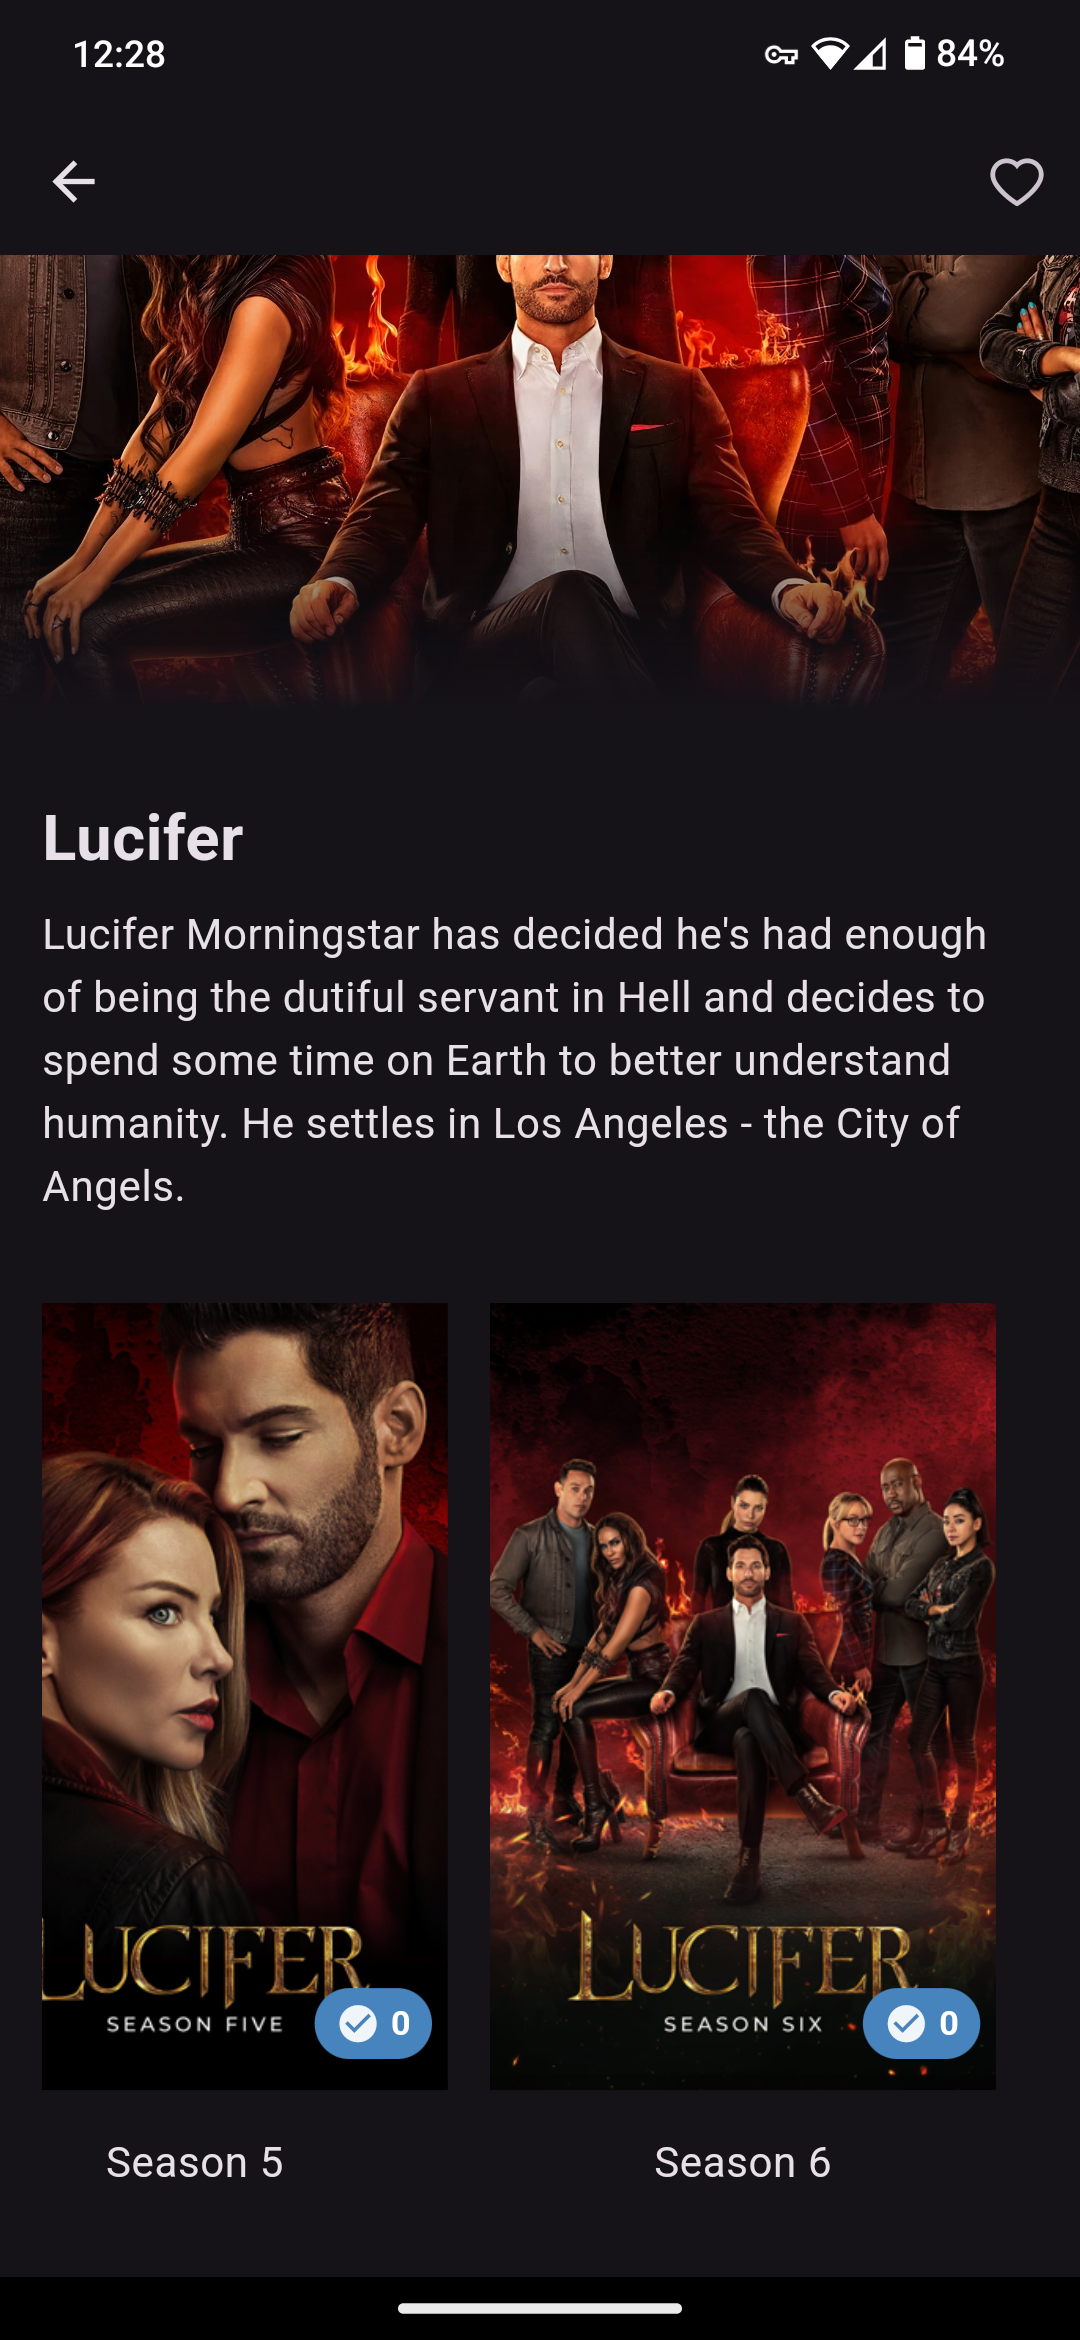 12:28
84%
Lucifer
Lucifer Morningstar has decided he's had enough
of being the dutiful servant in Hell and decides to
spend some time on Earth to better understand
humanity. He settles in Los Angeles - the City of
Angels.
LUCIFER
SEASON FIVE
0
LUCIFER
SEASON SIX
0
Season 5
Season 6